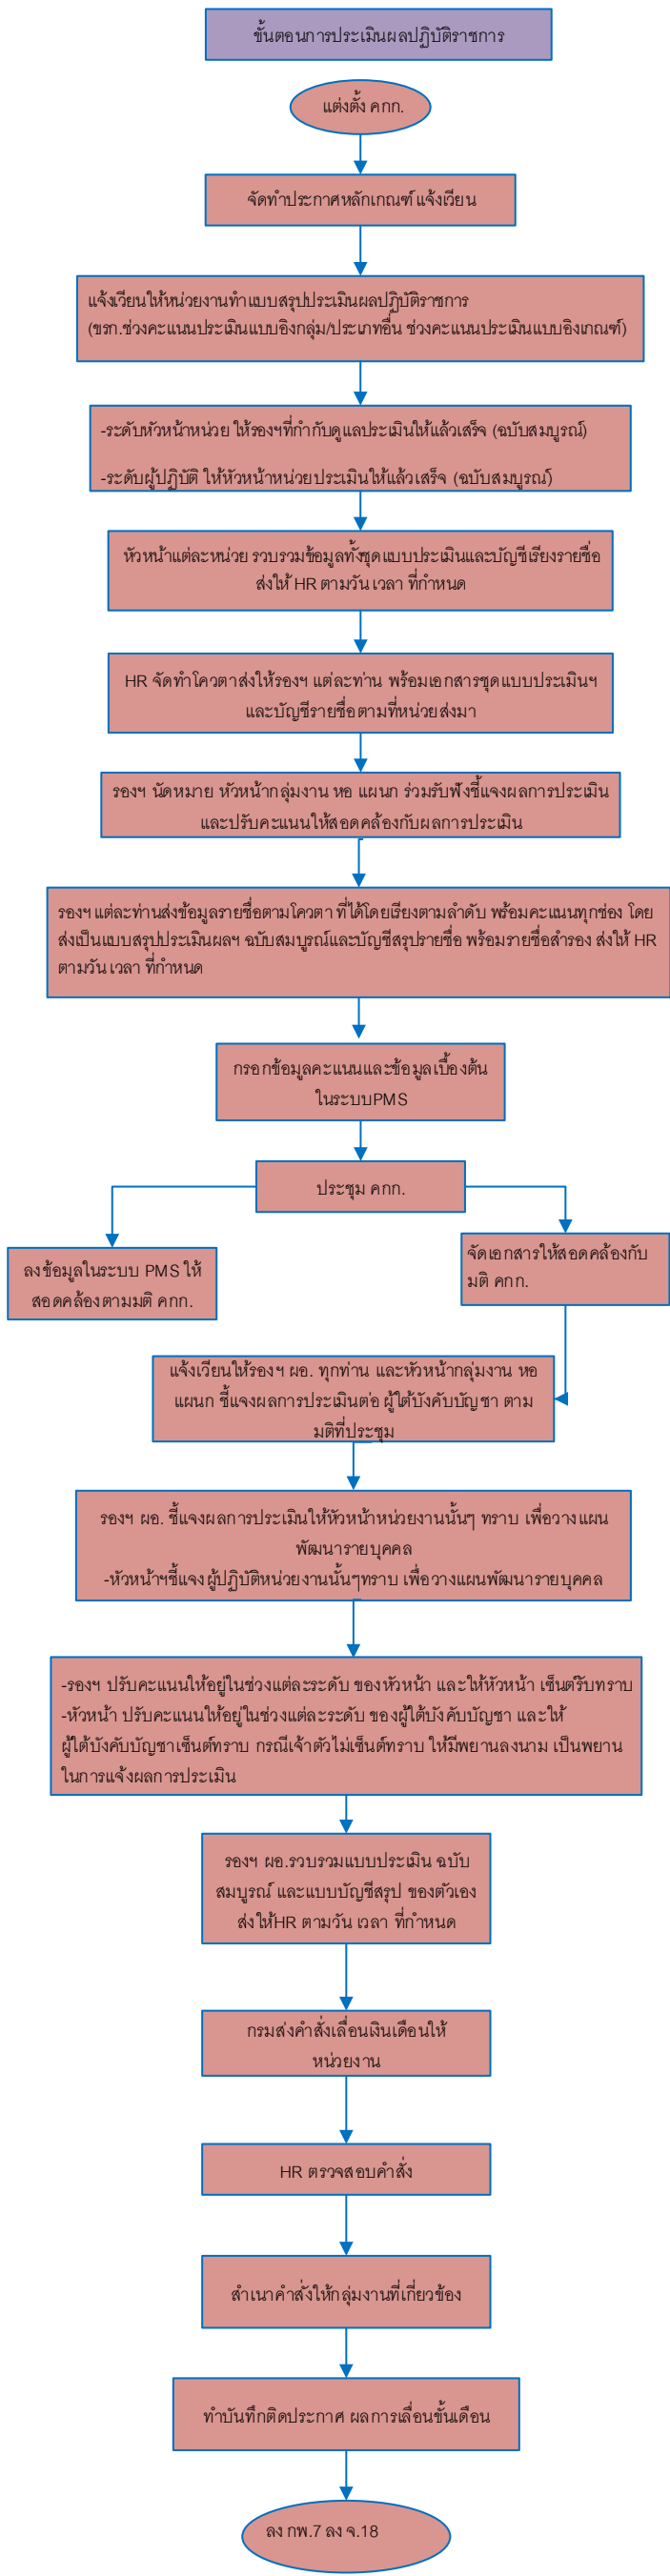 ขั้นตอนการประเมินผลปฏิบัติราชการ
แต่งตั้ง คกก.
จัดทำประกาศหลักเกณฑ์ แจ้งเวียน
แจ้งเวียนให้หน่วยงานทำแบบสรุปประเมินผลปฏิบัติราชการ
(ขรก.ช่วงคะแนนประเมินแบบอิงกลุ่ม/ประเภทอื่น ช่วงคะแนนประเมินแบบอิงเกณฑ์)
-ระดับหัวหน้าหน่วย ให้รองฯที่กำกับดูแลประเมินให้แล้วเสร็จ (ฉบับสมบูรณ์)
-ระดับผู้ปฏิบัติ ให้หัวหน้าหน่วยประเมินให้แล้วเสร็จ (ฉบับสมบูรณ์)
หัวหน้าแต่ละหน่วย รวบรวมข้อมูลทั้งชุดแบบประเมินและบัญชีเรียงรายชื่อ
ส่งให้ HR ตามวัน เวลา ที่กำหนด
HR จัดทำโควตาส่งให้รองฯ แต่ละท่าน พร้อมเอกสารชุดแบบประเมินฯ
และบัญชีรายชื่อตามที่หน่วยส่งมา
รองฯ นัดหมาย หัวหน้ากลุ่มงาน หอ แผนก ร่วมรับฟังชี้แจงผลการประเมิน
และปรับคะแนนให้สอดคล้องกับผลการประเมิน
รองฯ แต่ละท่านส่งข้อมูลรายชื่อตามโควตา ที่ได้โดยเรียงตามลำดับ พร้อมคะแนนทุกช่อง โดย
ส่งเป็นแบบสรุปประเมินผลฯ ฉบับสมบูรณ์และบัญชีสรุปรายชื่อ พร้อมรายชื่อสำรอง ส่งให้ HR
ตามวัน เวลา ที่กำหนด
กรอกข้อมูลคะแนนและข้อมูลเบื้องต้น
ในระบบPMS
ประชุม คกก.
ลงข้อมูลในระบบ PMS ให้
สอดคล้องตามมติ คกก.
จัดเอกสารให้สอดคล้องกับ
มติ คกก.
แจ้งเวียนให้รองฯ ผอ. ทุกท่าน และหัวหน้ากลุ่มงาน หอ
แผนก ชี้แจงผลการประเมินต่อ ผู้ใต้บังคับบัญชา ตาม
มติที่ประชุม
รองฯ ผอ. ชี้แจงผลการประเมินให้หัวหน้าหน่วยงานนั้นๆ ทราบ เพื่อวางแผน
พัฒนารายบุคคล
-หัวหน้าฯชี้แจง ผู้ปฏิบัติหน่วยงานนั้นๆทราบ เพื่อวางแผนพัฒนารายบุคคล
-รองฯ ปรับคะแนนให้อยู่ในช่วงแต่ละระดับ ของหัวหน้า และให้หัวหน้า เซ็นต์รับทราบ
-หัวหน้า ปรับคะแนนให้อยู่ในช่วงแต่ละระดับ ของผู้ใต้บังคับบัญชา และให้
ผู้ใต้บังคับบัญชาเซ็นต์ทราบ กรณีเจ้าตัวไม่เซ็นต์ทราบ ให้มีพยานลงนาม เป็นพยาน
ในการแจ้งผลการประเมิน
รองฯ ผอ.รวบรวมแบบประเมิน ฉบับ
สมบูรณ์ และแบบบัญชีสรุป ของตัวเอง
ส่งให้HR ตามวัน เวลา ที่กำหนด
กรมส่งคำสั่งเลื่อนเงินเดือนให้
หน่วยงาน
HR ตรวจสอบคำสั่ง
สำเนาคำสั่งให้กลุ่มงานที่เกี่ยวข้อง
ทำบันทึกติดประกาศ ผลการเลื่อนขั้นเดือน
ลง กพ.7 ลง จ.18